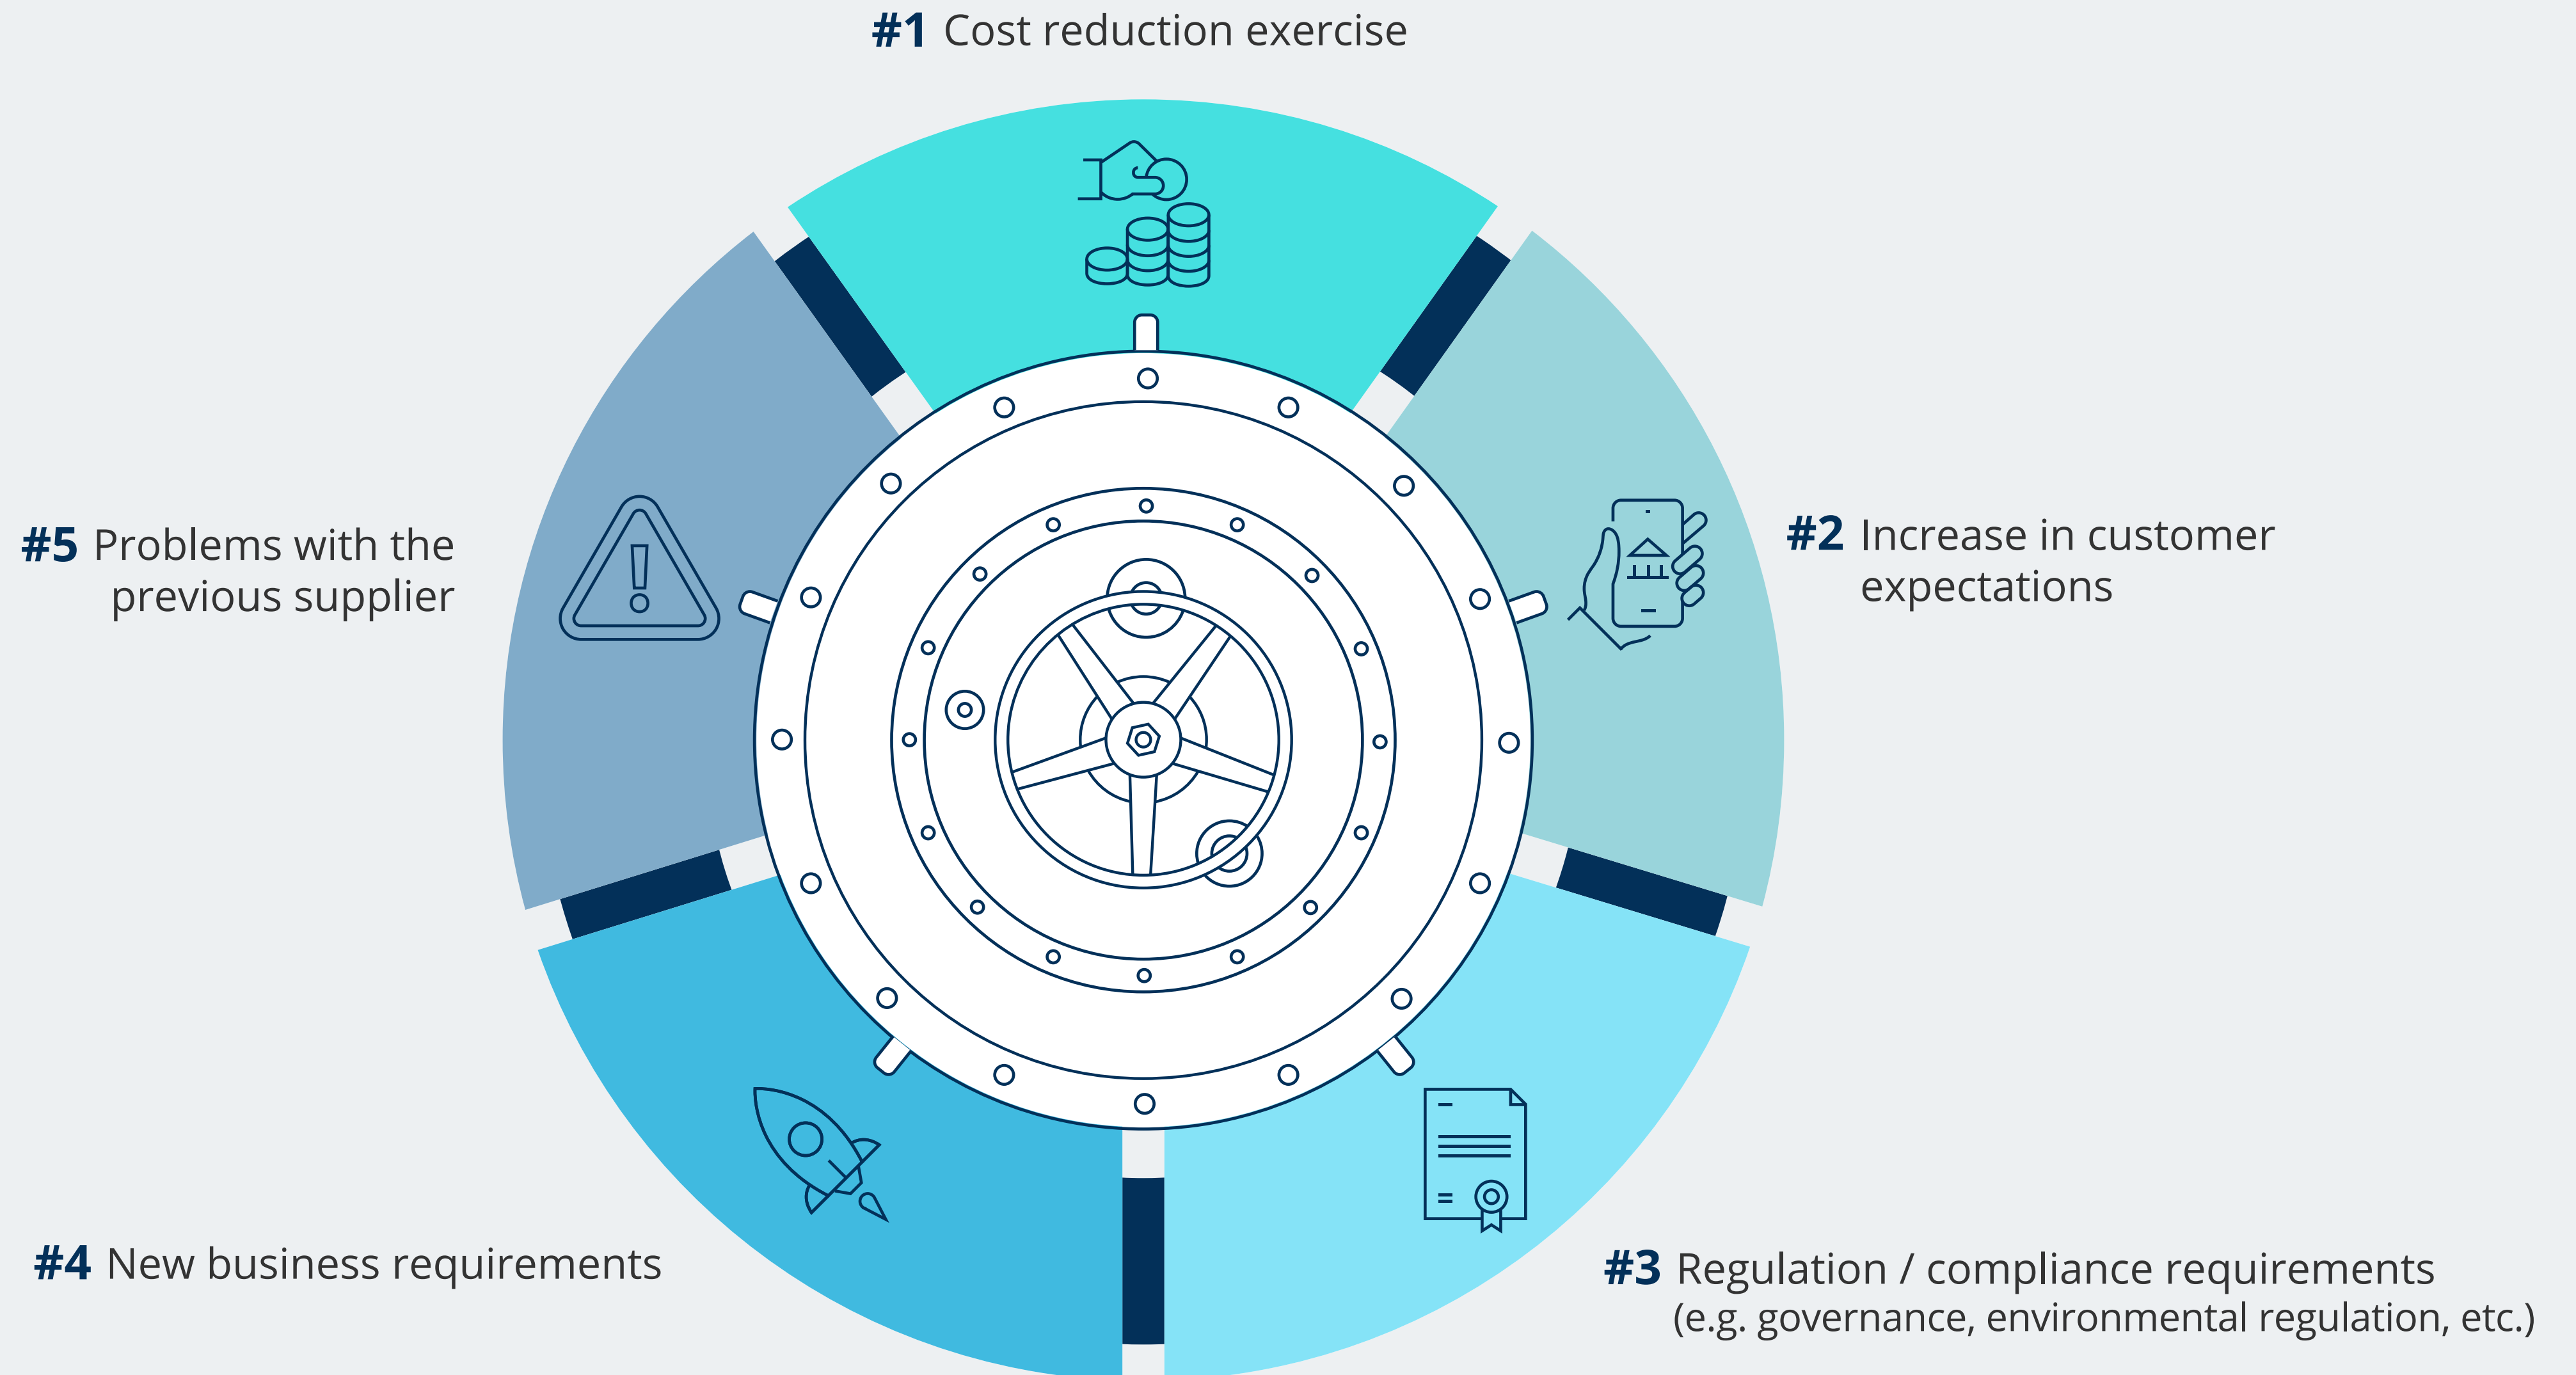 #1 Cost reduction exercise
#2 Increase in customer
expectations
#3 Regulation / compliance requirements
(e.g. governance, environmental regulation, etc.)
#4 New business requirements
#5 Problems with the
previous supplier